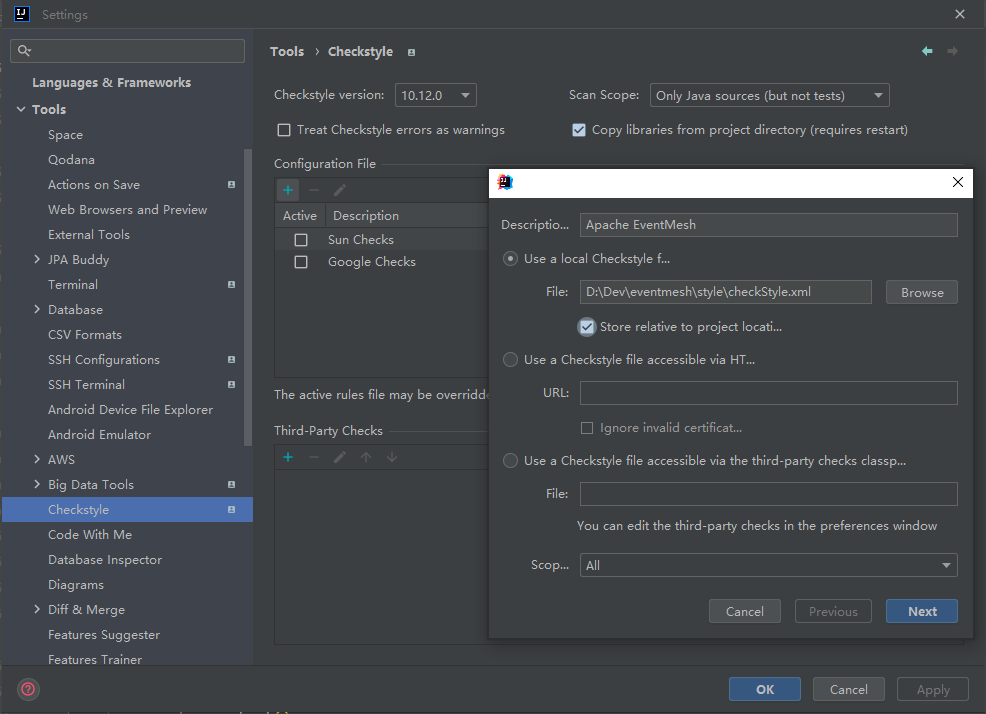 Settings
Languages & Frameworks
Tools
Space
Qodana
Actions on Save
Web Browsers and Preview
External Tools
JPA Buddy
Terminal
Database
CSV Formats
SSH Configurations
SSH Terminal
Android Device File Explorer
Android Emulator
AWS
Big Data Tools
Checkstyle
Code With Me
Database Inspector
Diagrams
Diff & Merge
Features Suggester
Features Trainer
Tools › Checkstyle
Checkstyle version: 10.12.0
Scan Scope: Only Java sources (but not tests)
Treat Checkstyle errors as warnings
Copy libraries from project directory (requires restart)
Configuration File
Active Description
Sun Checks
Google Checks
The active rules file may be overridde
Third-Party Checks
Descriptio... Apache EventMesh
Use a local Checkstyle f...
File: D:\Dev\eventmesh\style\checkStyle.xml Browse
Store relative to project locati...
Use a Checkstyle file accessible via HT...
URL:
Ignore invalid certificat...
Use a Checkstyle file accessible via the third-party checks classp...
File:
You can edit the third-party checks in the preferences window
Scop... All
Cancel Previous Next
OK Cancel Apply